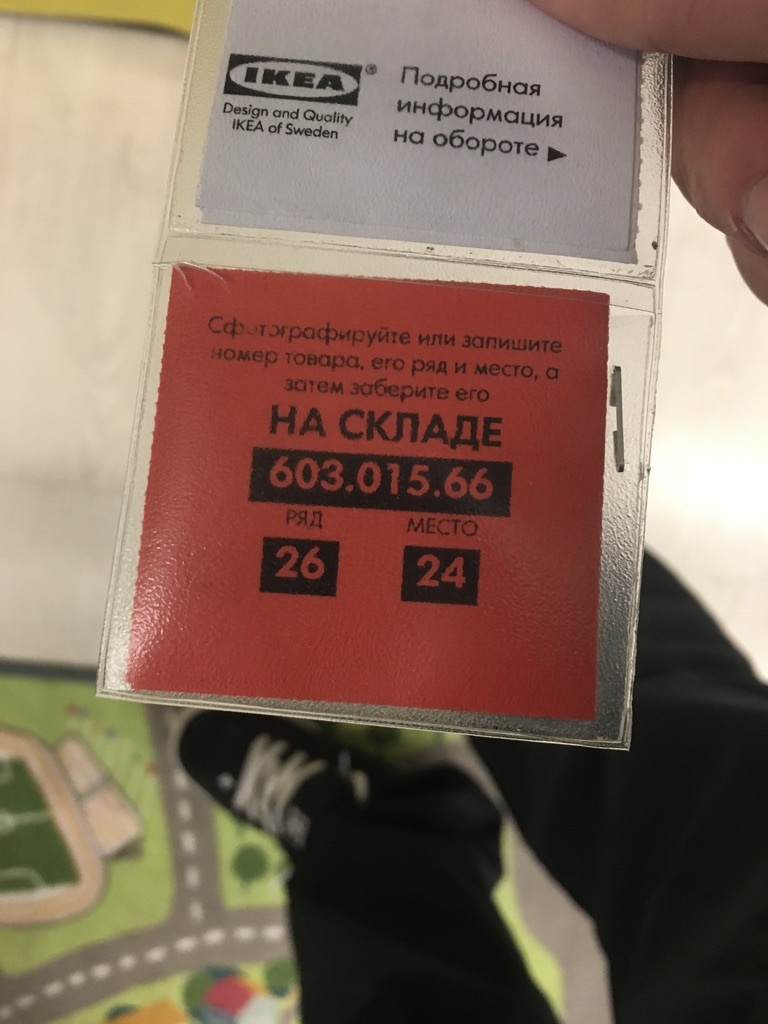 IKEA®
Design and Quality
IKEA of Sweden
Подробная
информация
на обороте ▶
Сфотографируйте или запишите
номер товара, его ряд и место, а
затем заберите его
НА СКЛАДЕ
603.015.66
РЯД МЕСТО
26 24